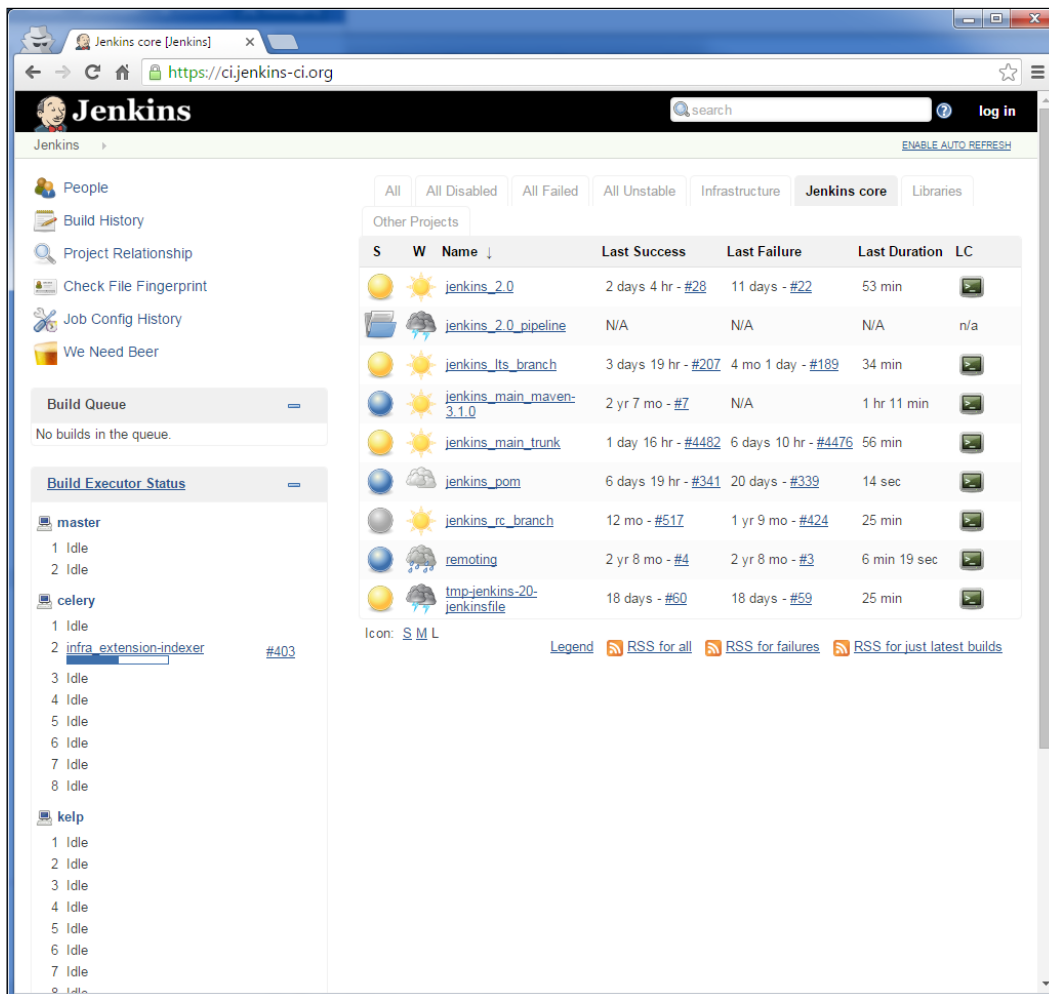 Jenkins core [Jenkins]
https://ci.jenkins-ci.org
Jenkins
search
log in
Jenkins
ENABLE AUTO REFRESH
People
Build History
Project Relationship
Check File Fingerprint
Job Config History
We Need Beer
Build Queue
No builds in the queue.
Build Executor Status
master
1 Idle
2 Idle
celery
1 Idle
2 infra_extension-indexer #403
3 Idle
4 Idle
5 Idle
6 Idle
7 Idle
8 Idle
kelp
1 Idle
2 Idle
3 Idle
4 Idle
5 Idle
6 Idle
7 Idle
8 Idle
All All Disabled All Failed All Unstable Infrastructure Jenkins core Libraries
Other Projects
S W Name ↓ Last Success Last Failure Last Duration LC
jenkins_2.0 2 days 4 hr - #28 11 days - #22 53 min
jenkins_2.0_pipeline N/A N/A N/A n/a
jenkins_lts_branch 3 days 19 hr - #207 4 mo 1 day - #189 34 min
jenkins_main_maven-
3.1.0 2 yr 7 mo - #7 N/A 1 hr 11 min
jenkins_main_trunk 1 day 16 hr - #4482 6 days 10 hr - #4476 56 min
jenkins_pom 6 days 19 hr - #341 20 days - #339 14 sec
jenkins_rc_branch 12 mo - #517 1 yr 9 mo - #424 25 min
remoting 2 yr 8 mo - #4 2 yr 8 mo - #3 6 min 19 sec
tmp-jenkins-20-
jenkinsfile 18 days - #60 18 days - #59 25 min
Icon: S M L
Legend RSS for all RSS for failures RSS for just latest builds